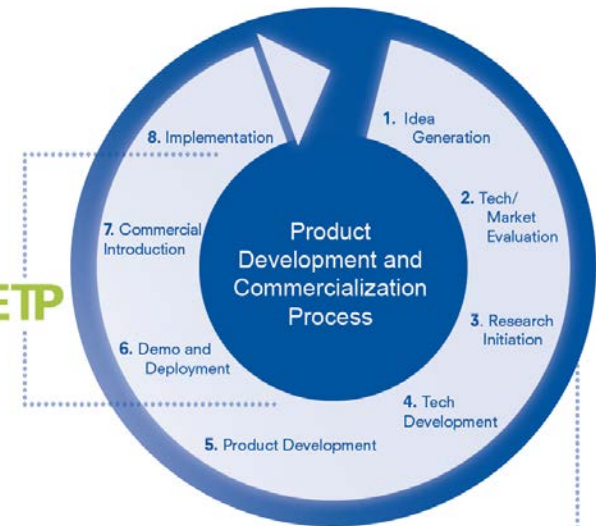 1. Idea
Generation
2. Tech/
Market
Evaluation
3. Research
Initiation
4. Tech
Development
5. Product Development
6. Demo and
Deployment
7. Commercial
Introduction
8. Implementation
Product
Development and
Commercialization
Process
ETP